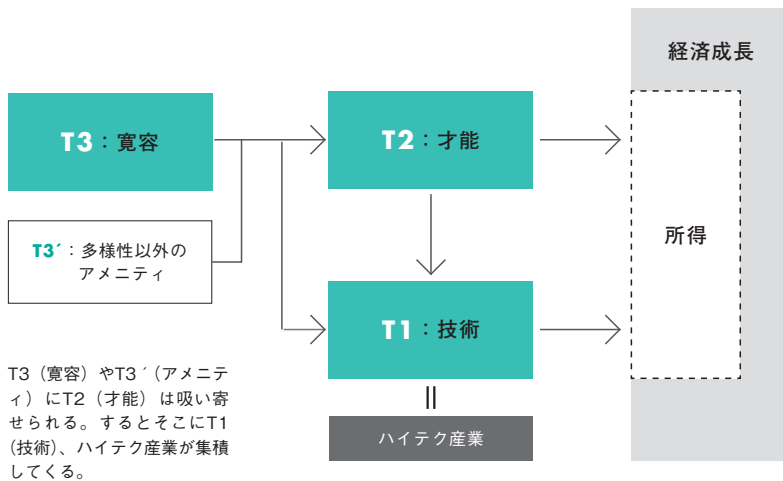 経済成長
T3：寛容
T2：才能
T3´：多様性以外の
アメニティ
所得
T1：技術
ハイテク産業
T3（寛容）やT3´（アメニテ
ィ）にT2（才能）は吸い寄
せられる。するとそこにT1
（技術）、ハイテク産業が集積
してくる。